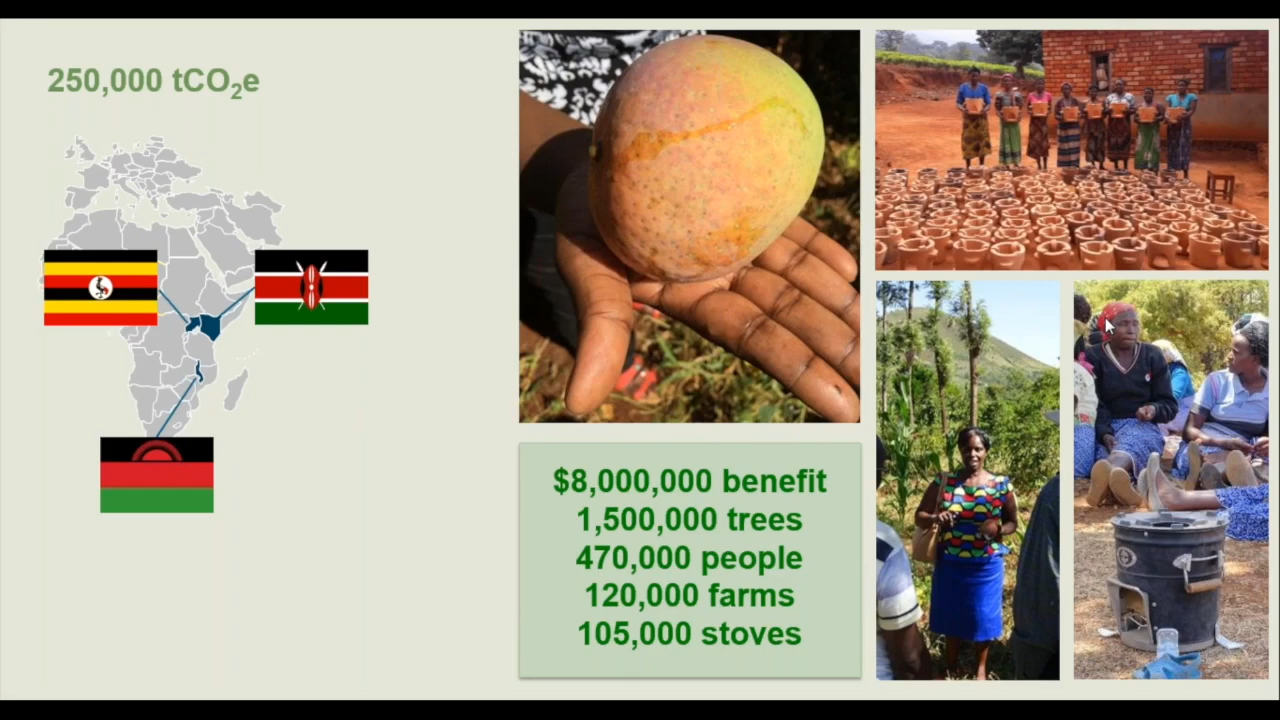 250,000 tCO₂e
$8,000,000 benefit
1,500,000 trees
470,000 people
120,000 farms
105,000 stoves